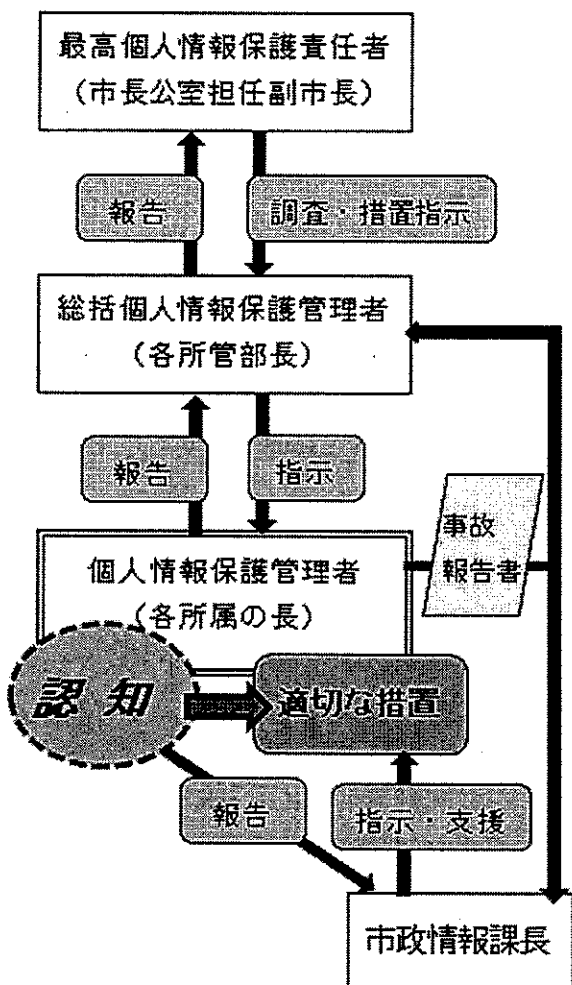 最高個人情報保護責任者
（市長公室担任副市長）
報告
調査・措置指示
総括個人情報保護管理者
（各所管部長）
報告
指示
事故
報告書
個人情報保護管理者
（各所属の長）
認知
適切な措置
報告
指示・支援
市政情報課長